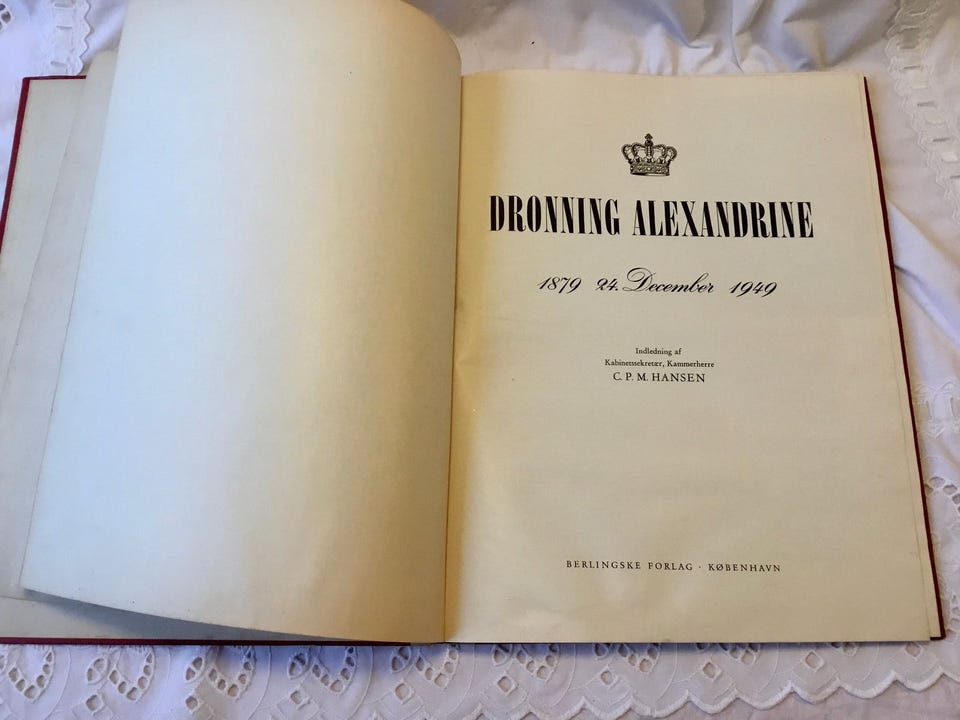 DRONNING ALEXANDRINE
1879 24. December 1949
Indledning af
Kabinetssekretær, Kammerherre
C. P. M. HANSEN
BERLINGSKE FORLAG · KØBENHAVN